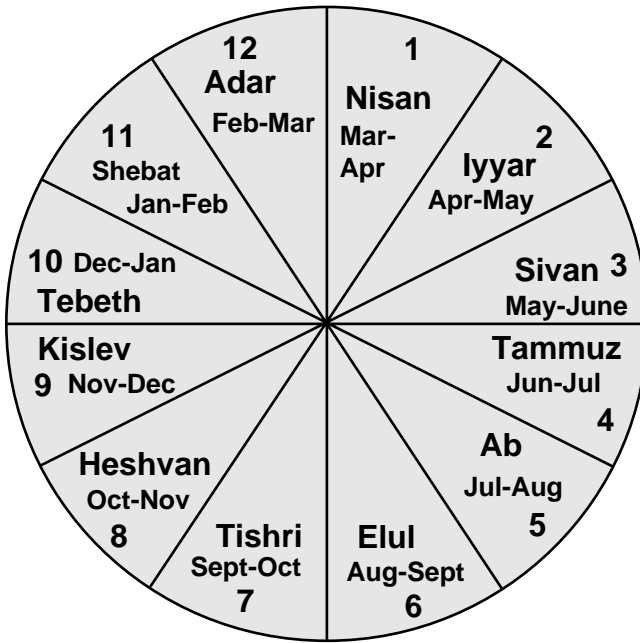 1
Nisan
Mar-
Apr
2
Iyyar
Apr-May
Sivan 3
May-June
Tammuz
Jun-Jul
4
Ab
Jul-Aug
5
Elul
Aug-Sept
6
Tishri
Sept-Oct
7
Heshvan
Oct-Nov
8
Kislev
9 Nov-Dec
10 Dec-Jan
Tebeth
11
Shebat
Jan-Feb
12
Adar
Feb-Mar